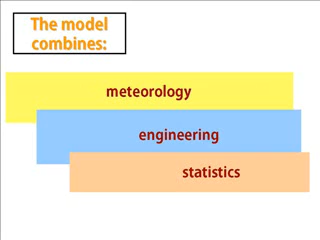 The model
combines:
meteorology
engineering
statistics